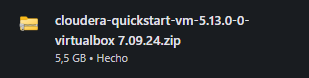 cloudera-quickstart-vm-5.13.0-0-
virtualbox 7.09.24.zip
5,5 GB • Hecho